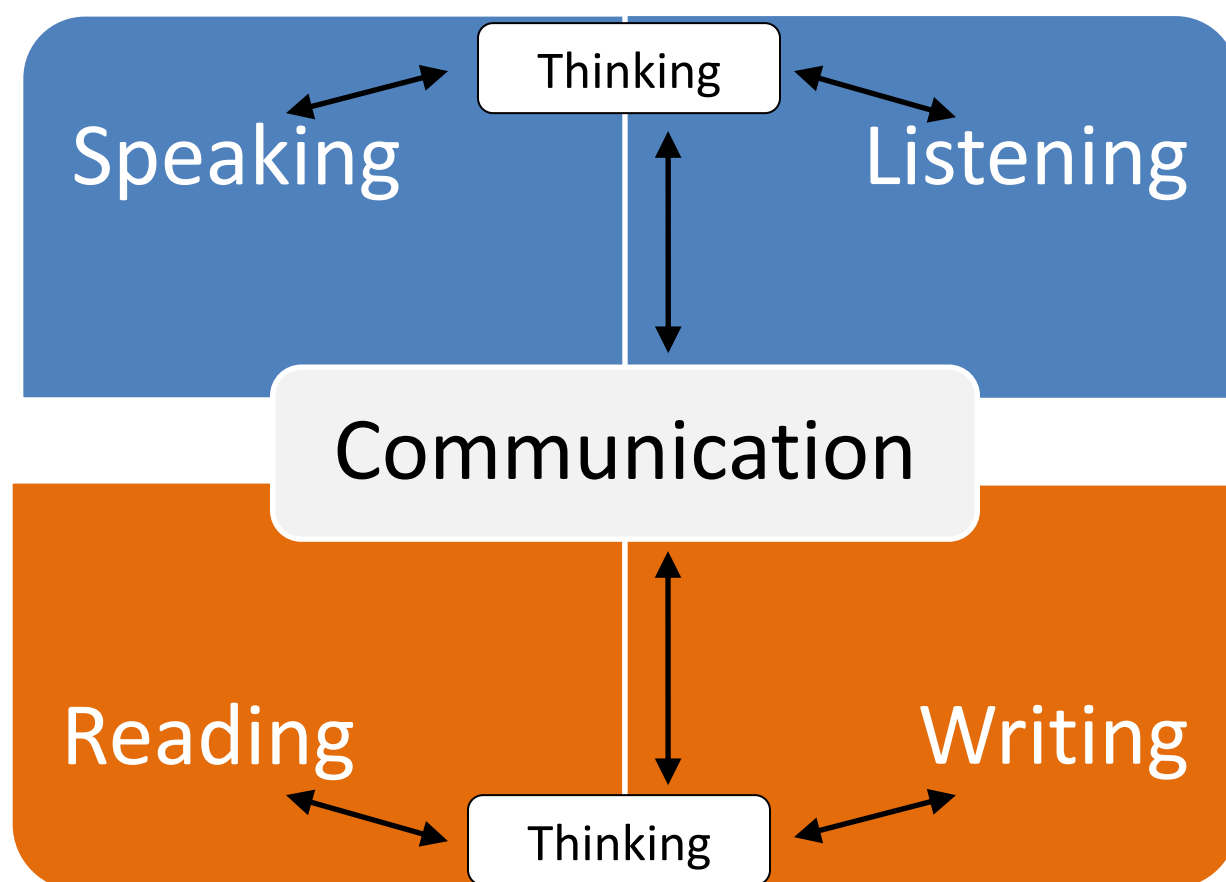 Thinking
Speaking
Listening
Communication
Reading
Writing
Thinking